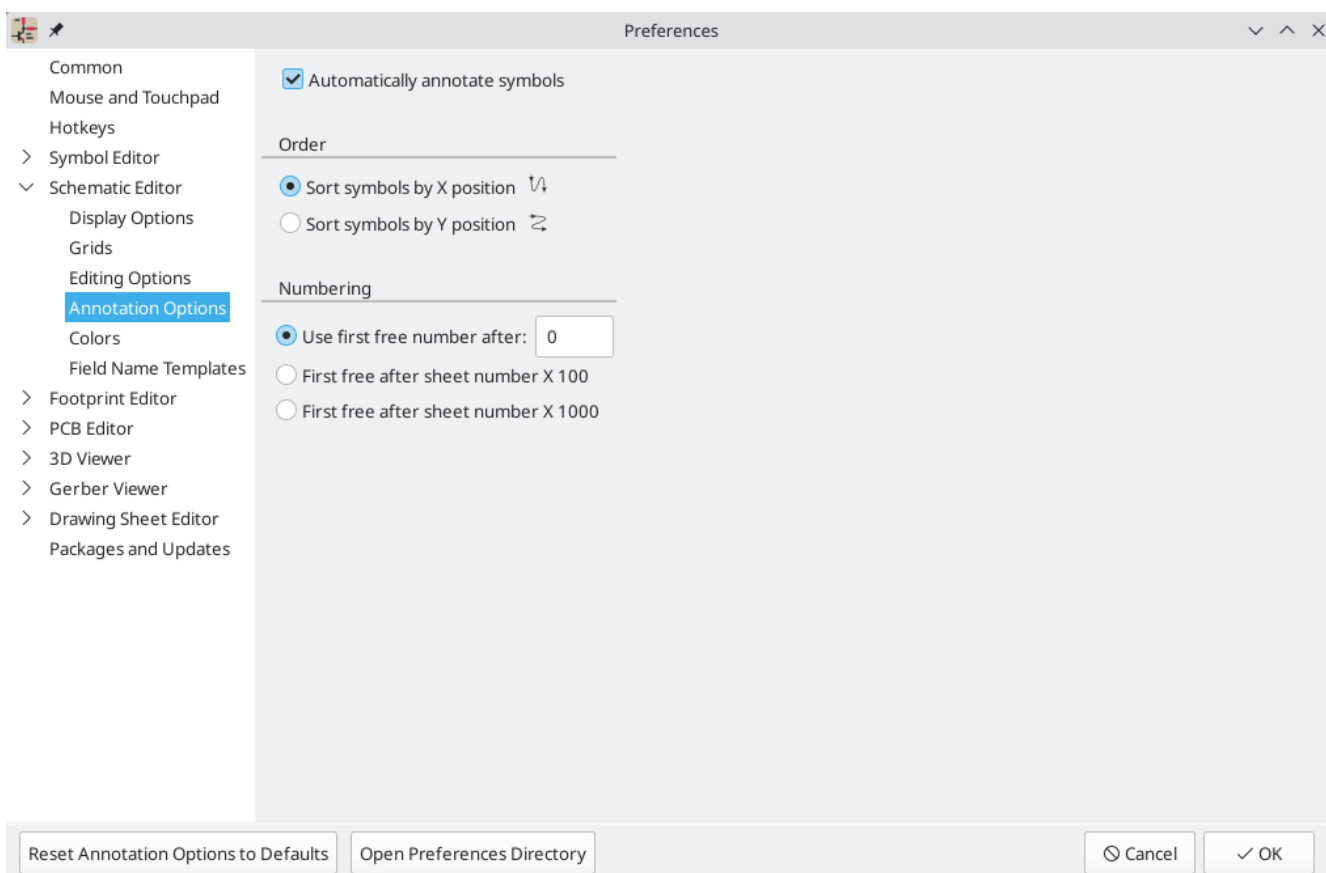 Preferences
Common
Mouse and Touchpad
Hotkeys
Symbol Editor
Schematic Editor
Display Options
Grids
Editing Options
Annotation Options
Colors
Field Name Templates
Footprint Editor
PCB Editor
3D Viewer
Gerber Viewer
Drawing Sheet Editor
Packages and Updates
Automatically annotate symbols
Order
Sort symbols by X position
Sort symbols by Y position
Numbering
Use first free number after: 0
First free after sheet number X 100
First free after sheet number X 1000
Reset Annotation Options to Defaults
Open Preferences Directory
Cancel
OK